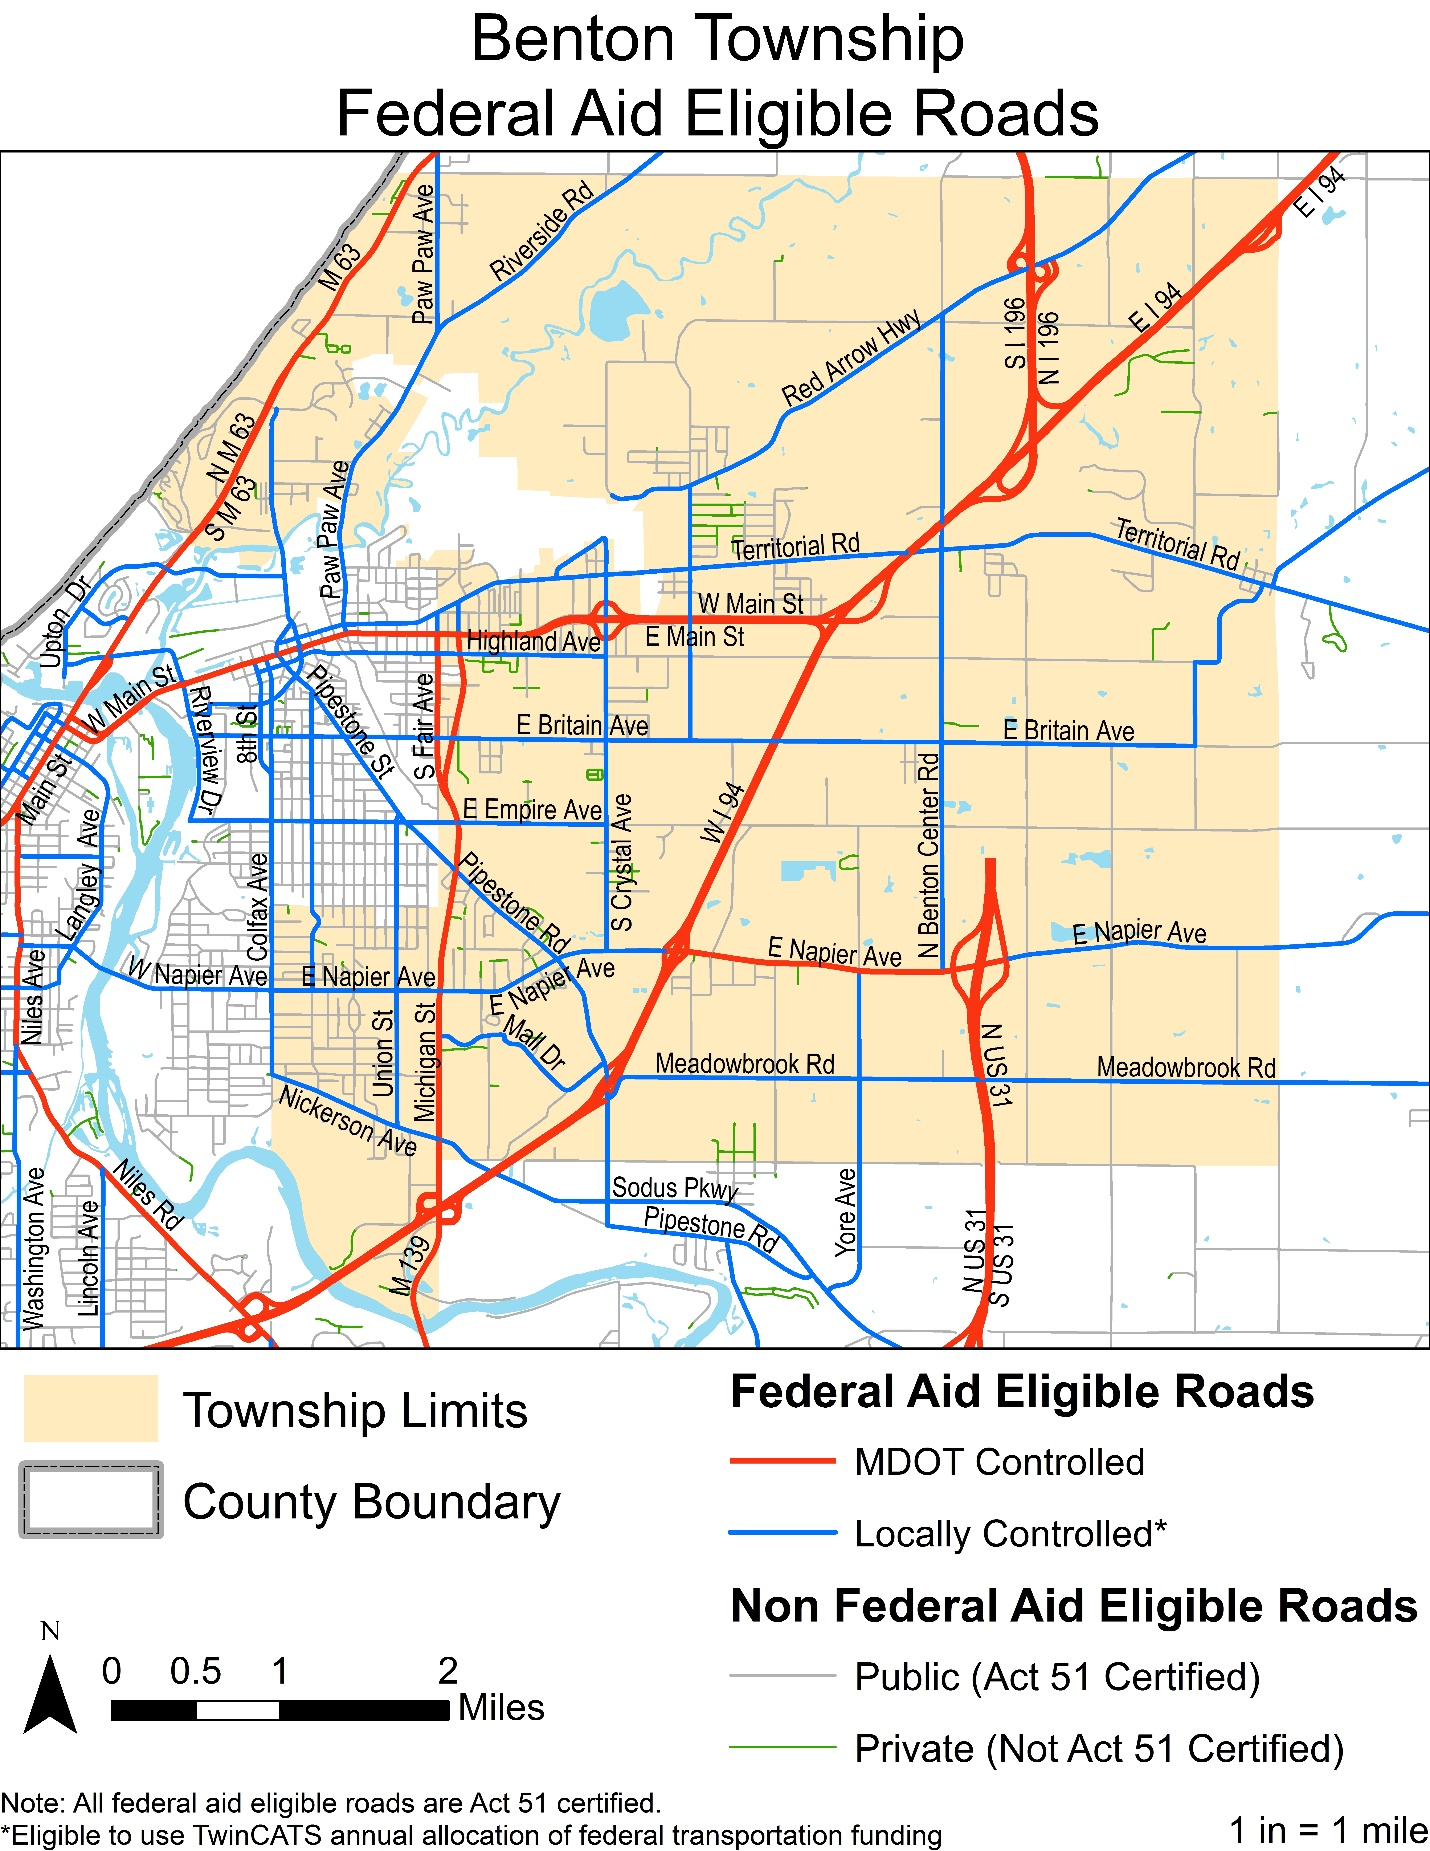 Benton Township
Federal Aid Eligible Roads
M 63
Paw Paw Ave
Riverside Rd
E I 94
E I 94
S I 196
N I 196
Red Arrow Hwy
N M 63
S M 63
Paw Paw Ave
Territorial Rd
Territorial Rd
Upton Dr
W Main St
Highland Ave
E Main St
W Main St
Riverview Dr
8th St
Pipestone St
S Fair Ave
E Britain Ave
E Britain Ave
Main St
E Empire Ave
W I 94
N Benton Center Rd
S Crystal Ave
Langley Ave
Colfax Ave
Pipestone Rd
E Napier Ave
E Napier Ave
W Napier Ave
E Napier Ave
E Napier Ave
Niles Ave
Union St
Michigan St
Mall Dr
N US 31
Meadowbrook Rd
Meadowbrook Rd
Nickerson Ave
Niles Rd
Washington Ave
Lincoln Ave
Sodus Pkwy
Pipestone Rd
Yore Ave
M 139
N US 31
S US 31
Township Limits
County Boundary
Federal Aid Eligible Roads
MDOT Controlled
Locally Controlled*
Non Federal Aid Eligible Roads
Public (Act 51 Certified)
Private (Not Act 51 Certified)
N
0 0.5 1 2
Miles
Note: All federal aid eligible roads are Act 51 certified.
*Eligible to use TwinCATS annual allocation of federal transportation funding
1 in = 1 mile